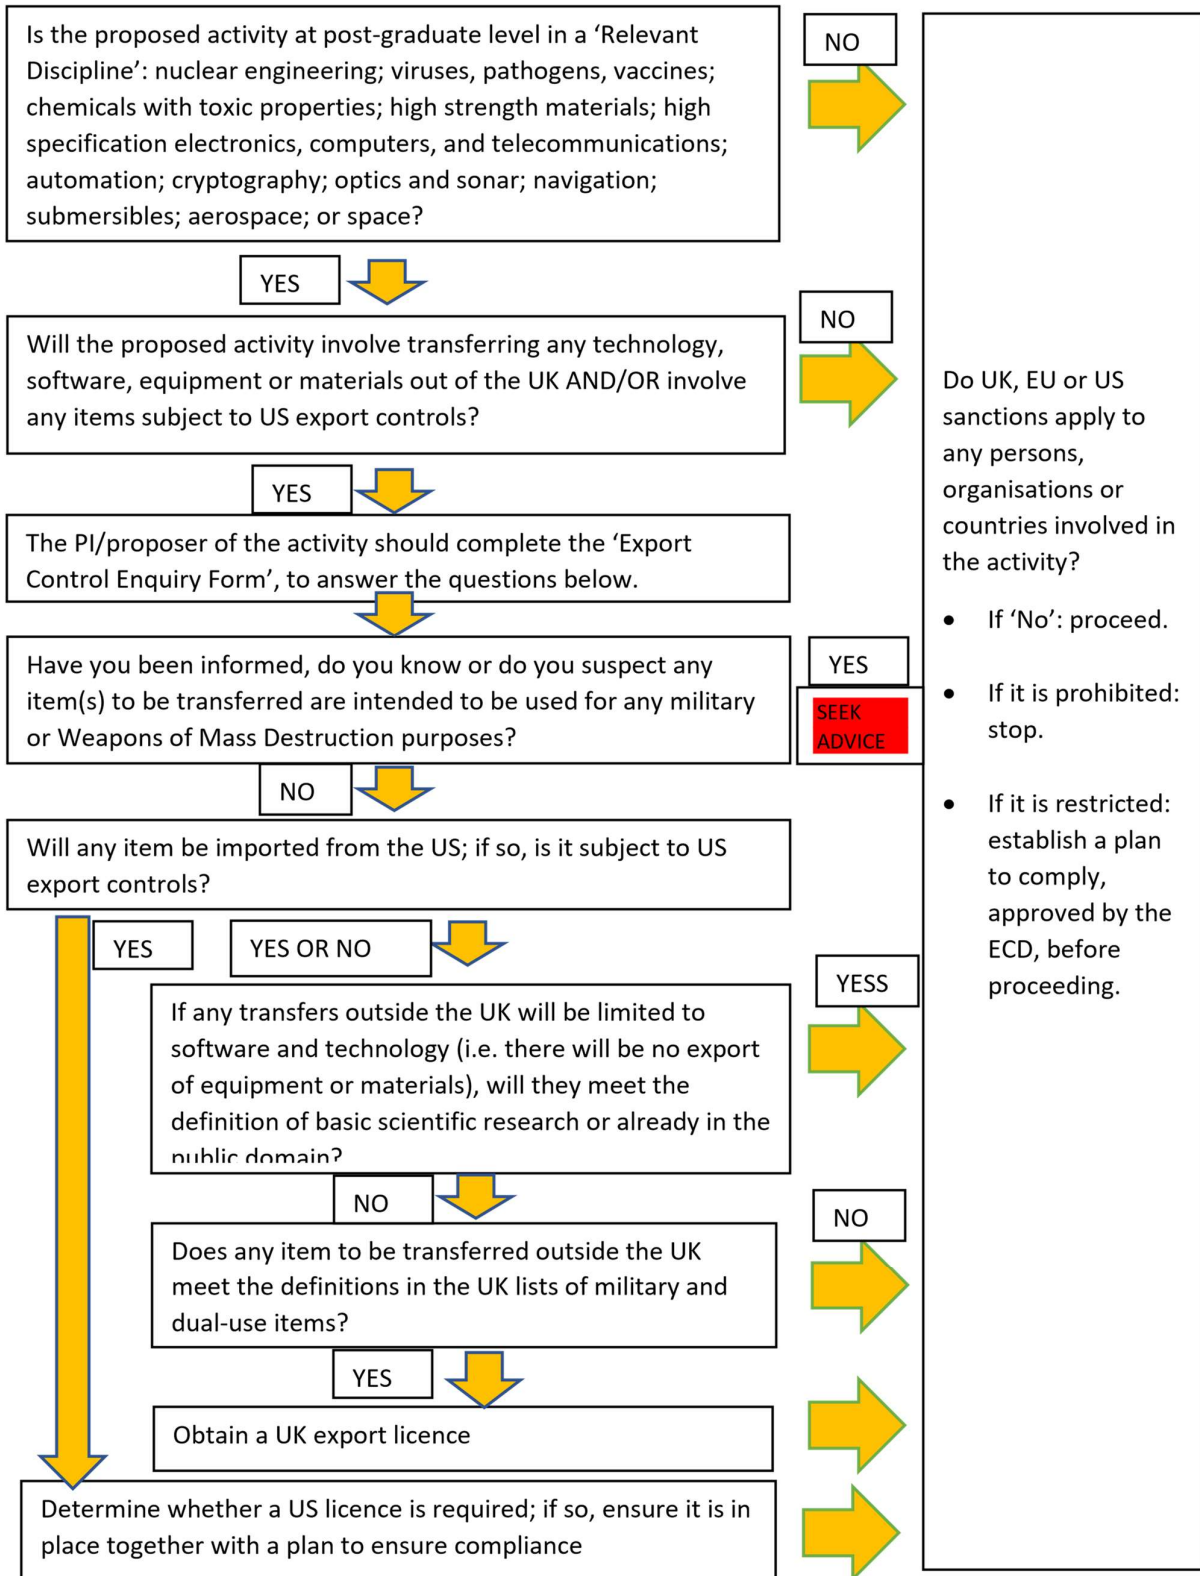 Is the proposed activity at post-graduate level in a ‘Relevant
Discipline’: nuclear engineering; viruses, pathogens, vaccines;
chemicals with toxic properties; high strength materials; high
specification electronics, computers, and telecommunications;
automation; cryptography; optics and sonar; navigation;
submersibles; aerospace; or space?
NO
YES
Will the proposed activity involve transferring any technology,
software, equipment or materials out of the UK AND/OR involve
any items subject to US export controls?
NO
YES
The PI/proposer of the activity should complete the ‘Export
Control Enquiry Form’, to answer the questions below.
Have you been informed, do you know or do you suspect any
item(s) to be transferred are intended to be used for any military
or Weapons of Mass Destruction purposes?
YES
SEEK
ADVICE
NO
Will any item be imported from the US; if so, is it subject to US
export controls?
YES
YES OR NO
If any transfers outside the UK will be limited to
software and technology (i.e. there will be no export
of equipment or materials), will they meet the
definition of basic scientific research or already in the
public domain?
YESS
NO
Does any item to be transferred outside the UK
meet the definitions in the UK lists of military and
dual-use items?
NO
YES
Obtain a UK export licence
Determine whether a US licence is required; if so, ensure it is in
place together with a plan to ensure compliance
Do UK, EU or US
sanctions apply to
any persons,
organisations or
countries involved in
the activity?
• If ‘No’: proceed.
• If it is prohibited:
stop.
• If it is restricted:
establish a plan
to comply,
approved by the
ECD, before
proceeding.